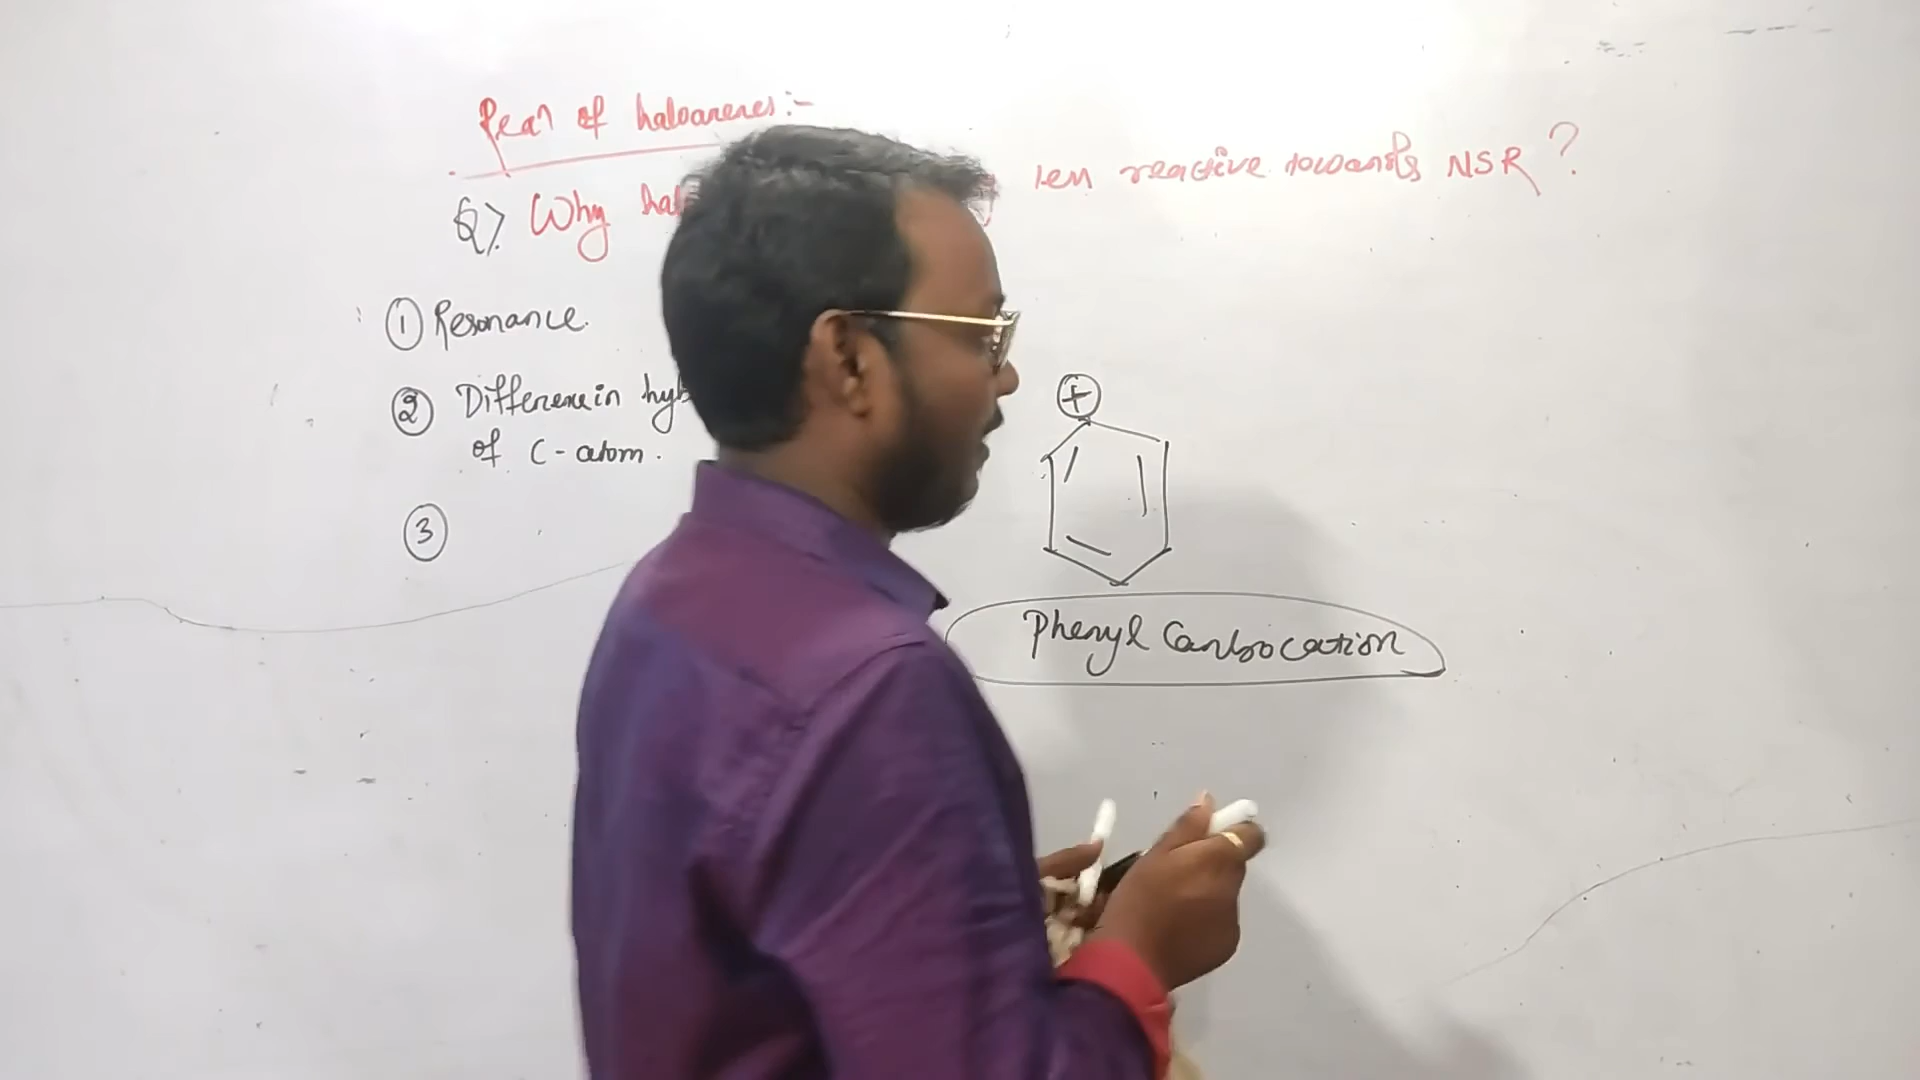 Rean of haloarenes:-
Q> Why hal less reactive towards NSR?
① Resonance.
② Difference in hyb
of C-atom.
③
+
Phenyl Carbocation